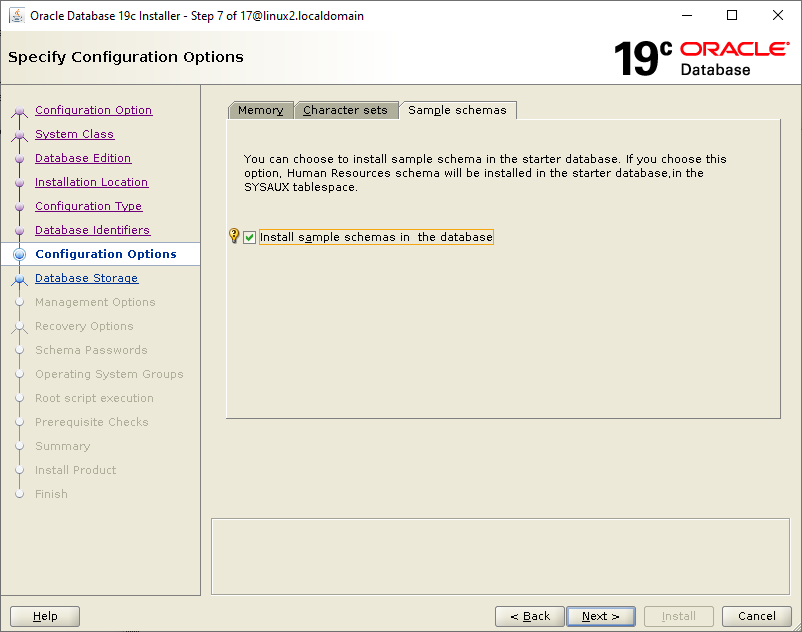 Oracle Database 19c Installer - Step 7 of 17@linux2.localdomain
Specify Configuration Options
19c ORACLE
Database
Configuration Option
System Class
Database Edition
Installation Location
Configuration Type
Database Identifiers
Configuration Options
Database Storage
Management Options
Recovery Options
Schema Passwords
Operating System Groups
Root script execution
Prerequisite Checks
Summary
Install Product
Finish
Memory Character sets Sample schemas
You can choose to install sample schema in the starter database. If you choose this
option, Human Resources schema will be installed in the starter database,in the
SYSAUX tablespace.
Install sample schemas in  the database
Help < Back Next > Install Cancel